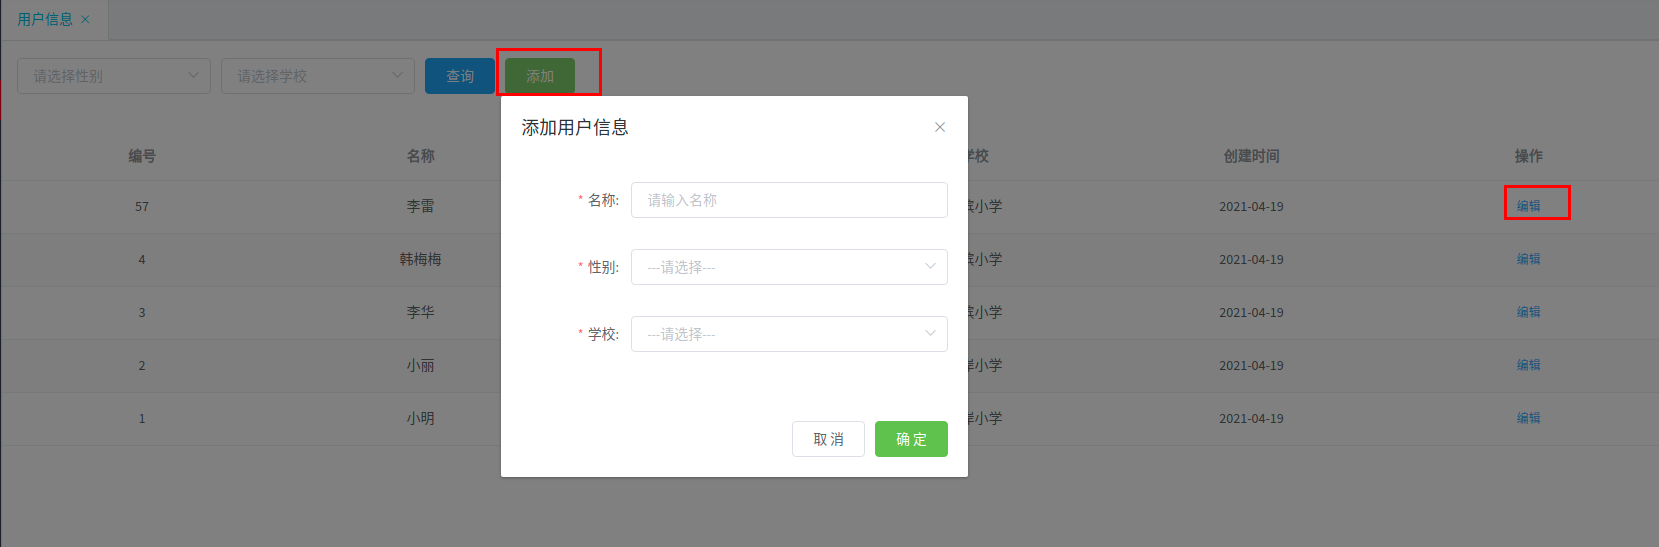 用户信息
请选择性别 请选择学校 查询 添加
添加用户信息
编号 名称 学校 创建时间 操作
* 名称: 请输入名称
57 李雷 小学 2021-04-19 编辑
* 性别: ---请选择---
4 韩梅梅 小学 2021-04-19 编辑
3 李华 小学 2021-04-19 编辑
* 学校: ---请选择---
2 小丽 小学 2021-04-19 编辑
1 小明 小学 2021-04-19 编辑
取消 确定